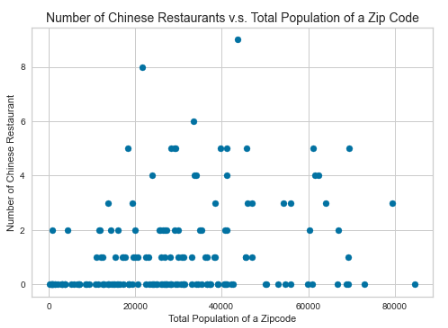 Number of Chinese Restaurants v.s. Total Population of a Zip Code
Number of Chinese Restaurant
8
6
4
2
0
0 20000 40000 60000 80000
Total Population of a Zipcode